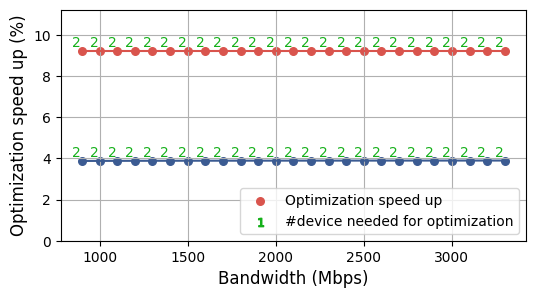 Optimization speed up (%)
10
2 2 2 2 2 2 2 2 2 2 2 2 2 2 2 2 2 2 2 2 2 2 2 2 2
8
6
4
2 2 2 2 2 2 2 2 2 2 2 2 2 2 2 2 2 2 2 2 2 2 2 2 2
2
0
Optimization speed up
1 #device needed for optimization
1000 1500 2000 2500 3000
Bandwidth (Mbps)